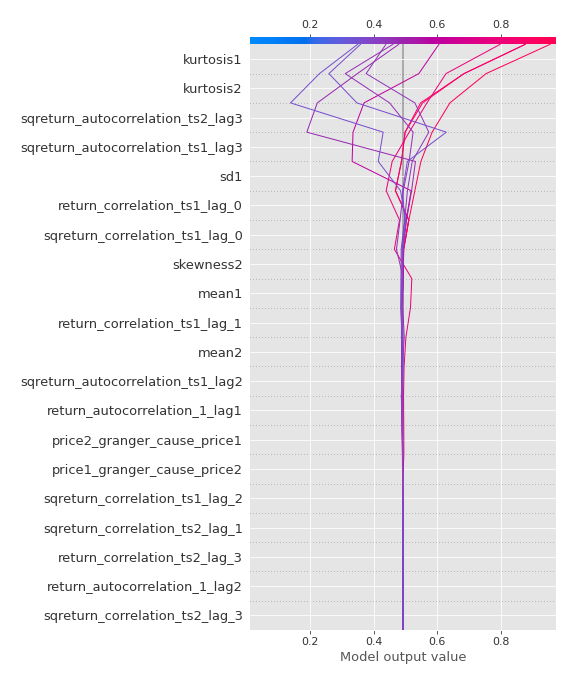 0.2 0.4 0.6 0.8
kurtosis1
kurtosis2
sqreturn_autocorrelation_ts2_lag3
sqreturn_autocorrelation_ts1_lag3
sd1
return_correlation_ts1_lag_0
sqreturn_correlation_ts1_lag_0
skewness2
mean1
return_correlation_ts1_lag_1
mean2
sqreturn_autocorrelation_ts1_lag2
return_autocorrelation_1_lag1
price2_granger_cause_price1
price1_granger_cause_price2
sqreturn_correlation_ts1_lag_2
sqreturn_correlation_ts2_lag_1
return_correlation_ts2_lag_3
return_autocorrelation_1_lag2
sqreturn_correlation_ts2_lag_3
0.2 0.4 0.6 0.8
Model output value